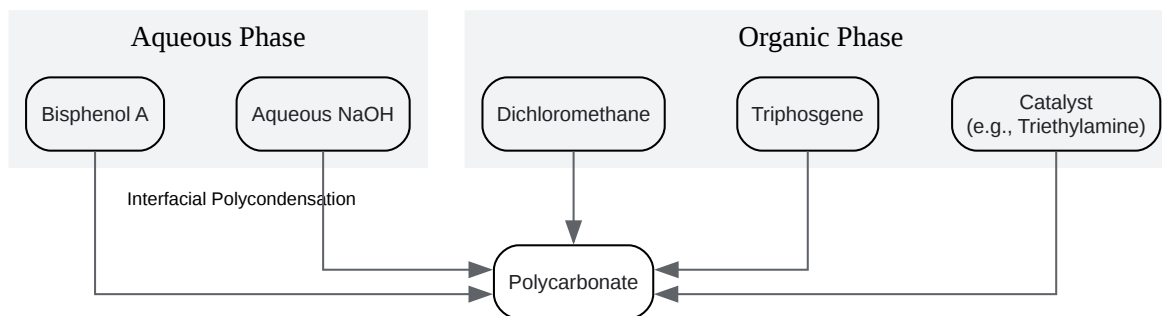 Aqueous Phase
Organic Phase
Bisphenol A
Aqueous NaOH
Dichloromethane
Triphosgene
Catalyst
(e.g., Triethylamine)
Interfacial Polycondensation
Polycarbonate